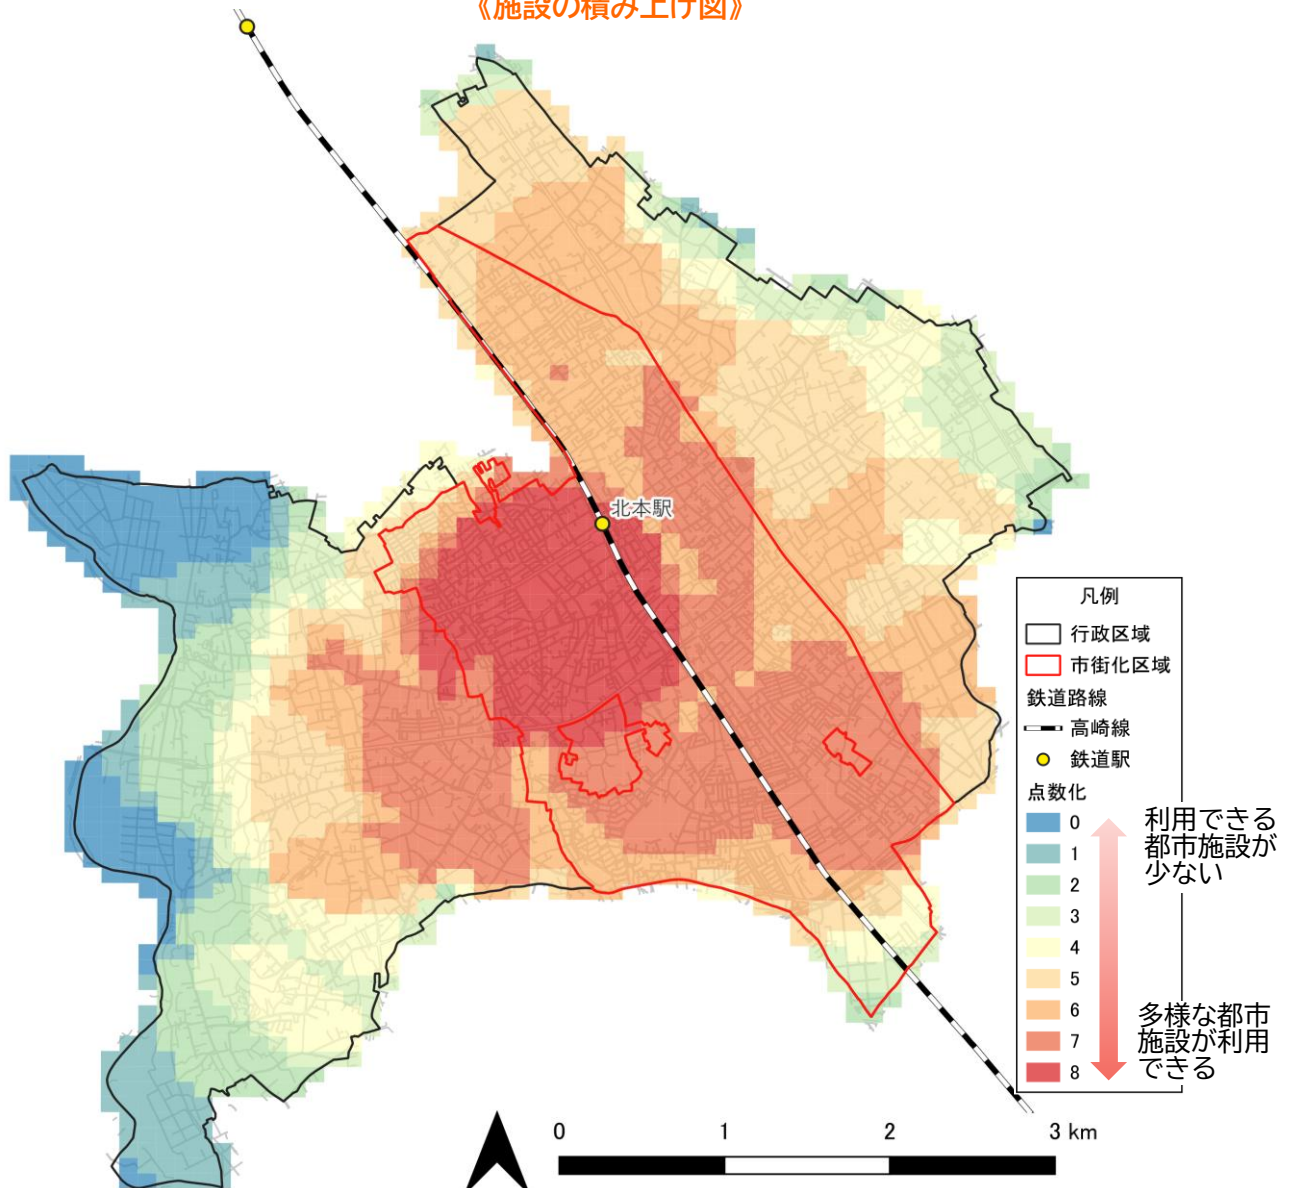 《施設の積み上げ図》
北本駅
凡例
行政区域
市街化区域
鉄道路線
高崎線
鉄道駅
点数化
0
1
2
3
4
5
6
7
8
利用できる
都市施設が
少ない
多様な都市
施設が利用
できる
0 1 2 3 km